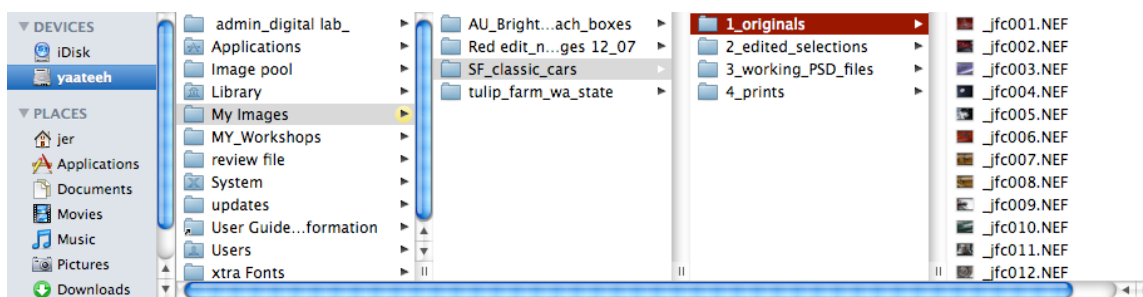 DEVICES
iDisk
yaateeh
PLACES
jer
Applications
Documents
Movies
Music
Pictures
Downloads
admin_digital lab_
Applications
Image pool
Library
My Images
MY_Workshops
review file
System
updates
User Guide...formation
Users
xtra Fonts
AU_Bright...ach_boxes
Red edit_n...ges 12_07
SF_classic_cars
tulip_farm_wa_state
1_originals
2_edited_selections
3_working_PSD_files
4_prints
_jfc001.NEF
_jfc002.NEF
_jfc003.NEF
_jfc004.NEF
_jfc005.NEF
_jfc006.NEF
_jfc007.NEF
_jfc008.NEF
_jfc009.NEF
_jfc010.NEF
_jfc011.NEF
_jfc012.NEF